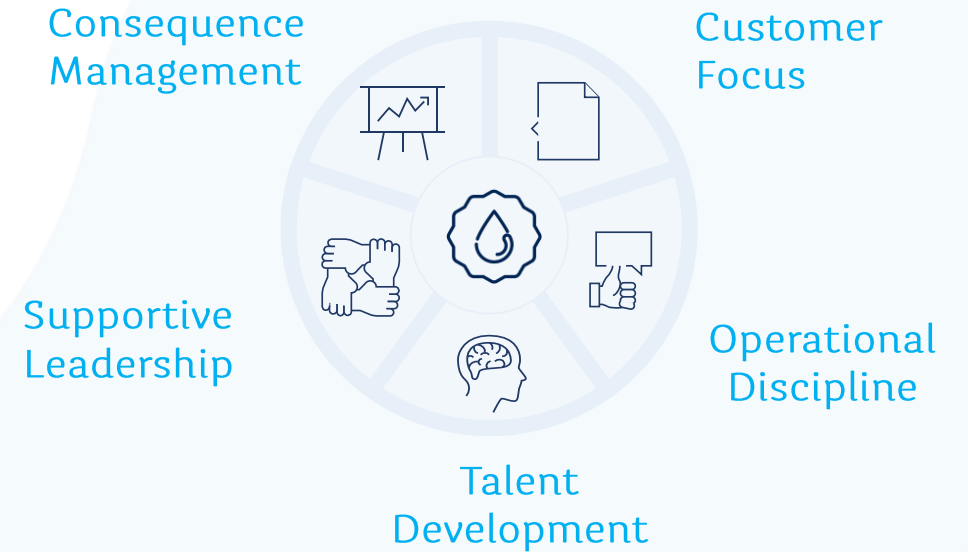 Consequence
Management
Customer
Focus
Supportive
Leadership
Operational
Discipline
Talent
Development